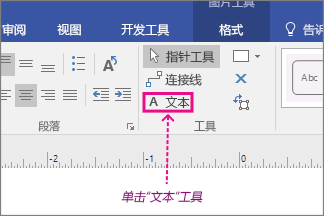 图片工具
审阅 视图 开发工具 格式 告诉
指针工具
连接线
Abc
A 文本
段落 工具
-2 -1 0
单击“文本”工具